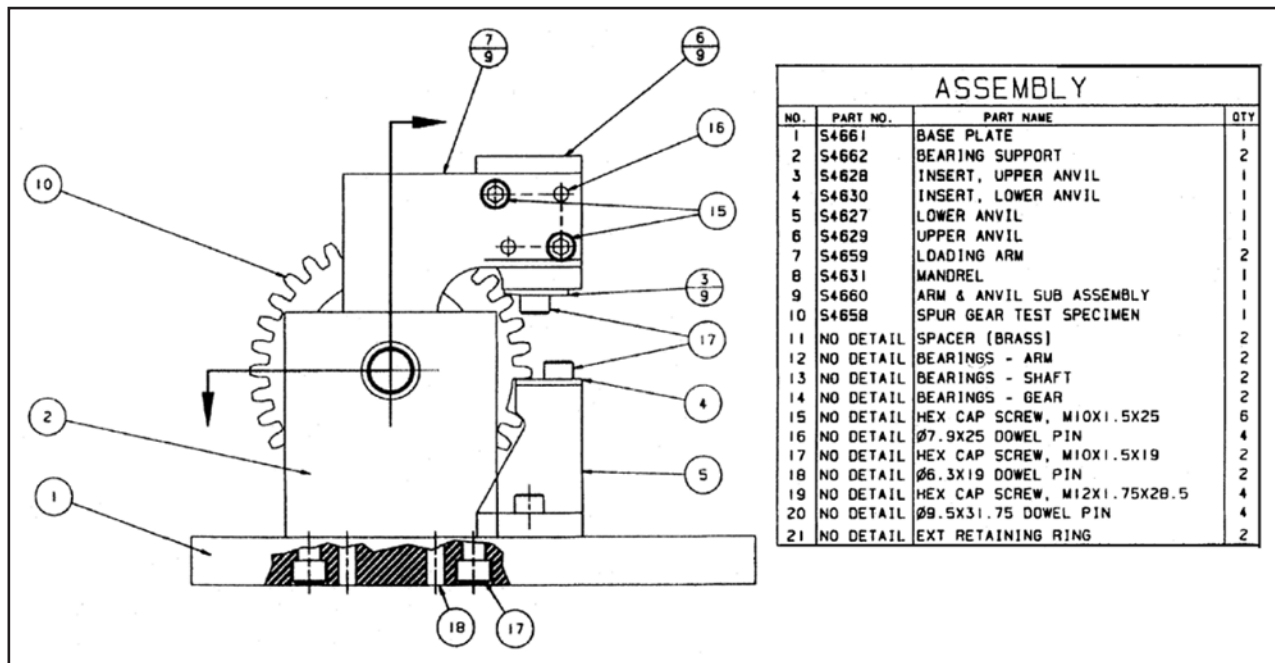 7
9
6
9
16
10
15
3
9
17
2
4
1
5
18
17
ASSEMBLY
NO. PART NO. PART NAME QTY
1 S4661 BASE PLATE 1
2 S4662 BEARING SUPPORT 2
3 S4628 INSERT, UPPER ANVIL 1
4 S4630 INSERT, LOWER ANVIL 1
5 S4627 LOWER ANVIL 1
6 S4629 UPPER ANVIL 1
7 S4659 LOADING ARM 2
8 S4631 MANDREL 1
9 S4660 ARM & ANVIL SUB ASSEMBLY 1
10 S4658 SPUR GEAR TEST SPECIMEN 1
11 NO DETAIL SPACER (BRASS) 2
12 NO DETAIL BEARINGS - ARM 2
13 NO DETAIL BEARINGS - SHAFT 2
14 NO DETAIL BEARINGS - GEAR 2
15 NO DETAIL HEX CAP SCREW, M10X1.5X25 6
16 NO DETAIL Ø7.9X25 DOWEL PIN 4
17 NO DETAIL HEX CAP SCREW, M10X1.5X19 2
18 NO DETAIL Ø6.3X19 DOWEL PIN 2
19 NO DETAIL HEX CAP SCREW, M12X1.75X28.5 4
20 NO DETAIL Ø9.5X31.75 DOWEL PIN 4
21 NO DETAIL EXT RETAINING RING 2